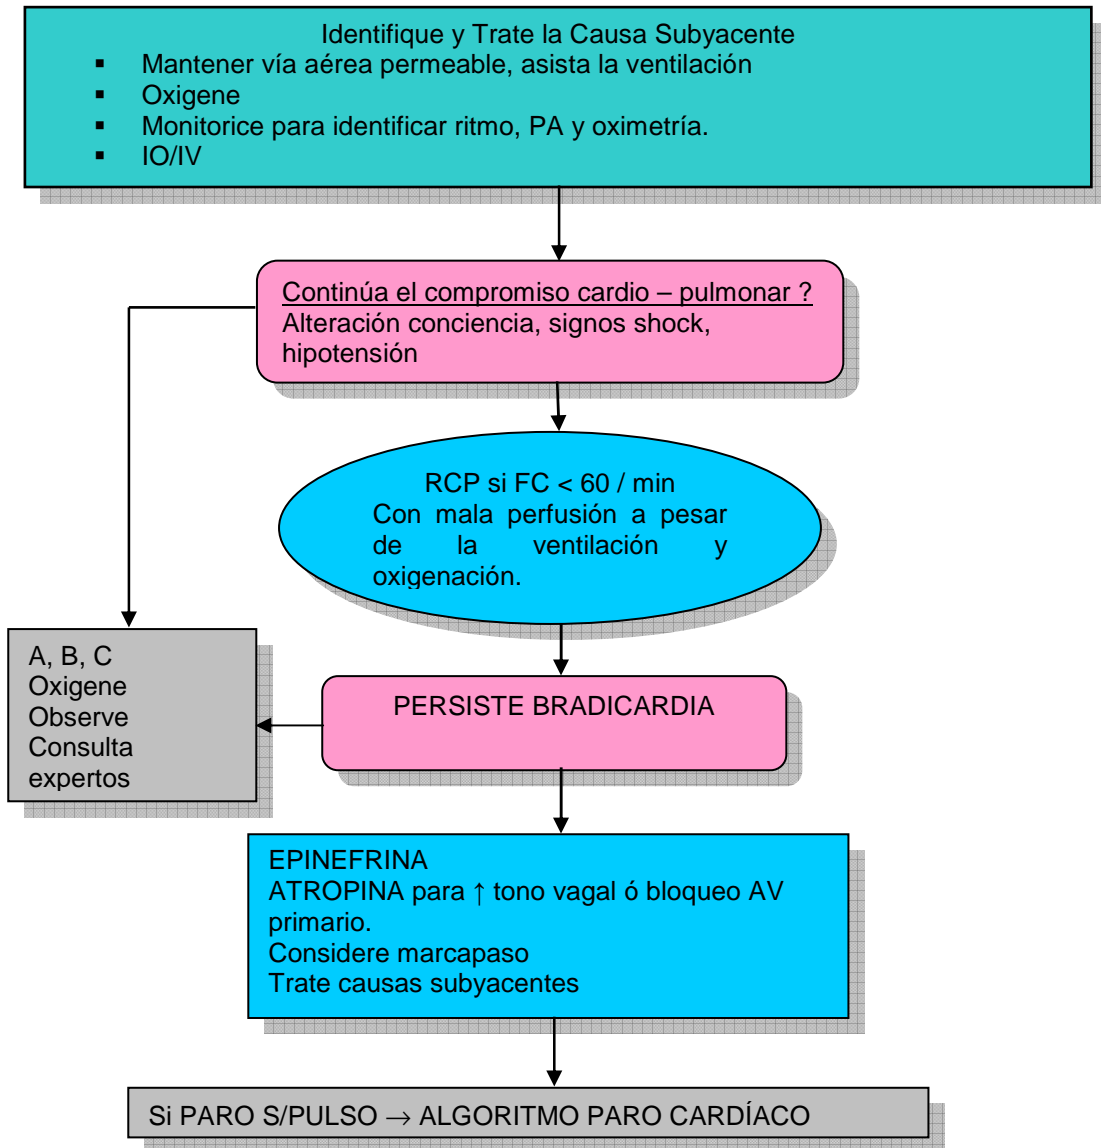 Identifique y Trate la Causa Subyacente
▪ Mantener vía aérea permeable, asista la ventilación
▪ Oxigene
▪ Monitorice para identificar ritmo, PA y oximetría.
▪ IO/IV
Continúa el compromiso cardio – pulmonar ?
Alteración conciencia, signos shock,
hipotensión
RCP si FC < 60 / min
Con mala perfusión a pesar
de la ventilación y
oxigenación.
A, B, C
Oxigene
Observe
Consulta
expertos
PERSISTE BRADICARDIA
EPINEFRINA
ATROPINA para ↑ tono vagal ó bloqueo AV
primario.
Considere marcapaso
Trate causas subyacentes
Si PARO S/PULSO → ALGORITMO PARO CARDÍACO